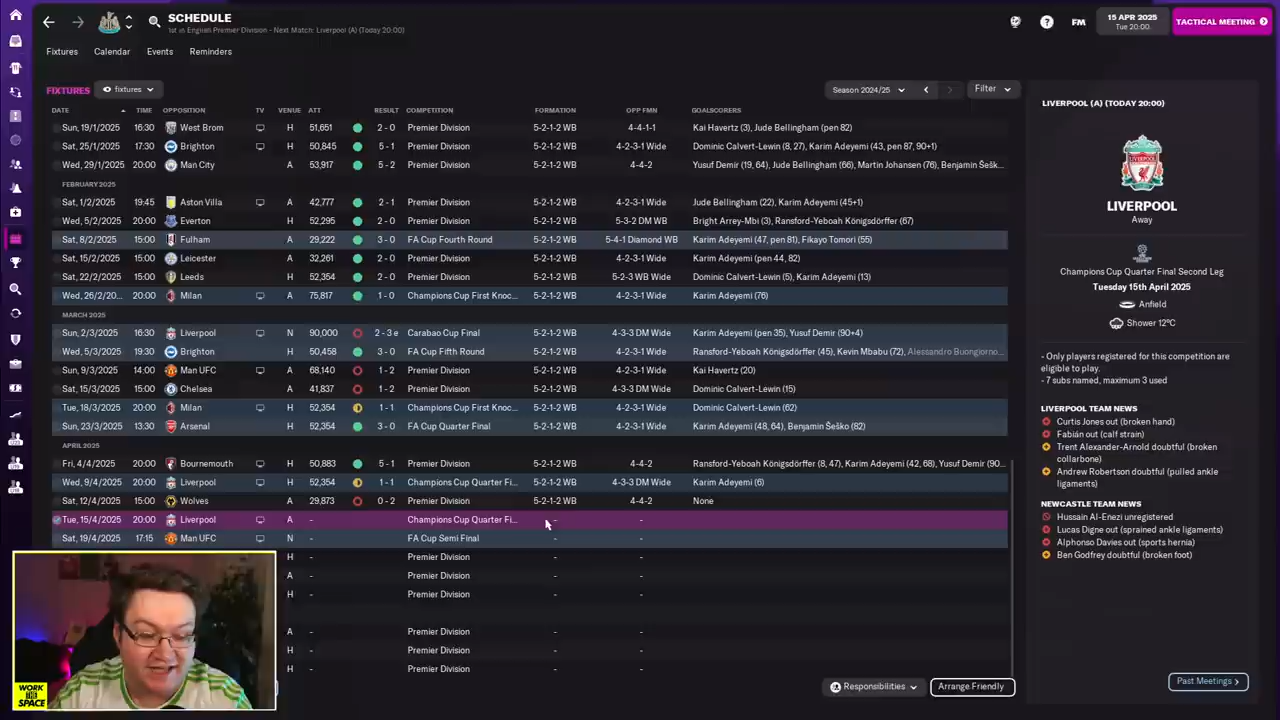 SCHEDULE
1st in English Premier Division - Next Match: Liverpool (A) (Today 20:00)
FM
15 APR 2025
Tue 20:00
TACTICAL MEETING
Fixtures Calendar Events Reminders
FIXTURES fixtures Season 2024/25 Filter
DATE TIME OPPOSITION TV VENUE ATT RESULT COMPETITION FORMATION OPP FMN GOALSCORERS
Sun, 19/1/2025 16:30 West Brom H 51,651 2 - 0 Premier Division 5-2-1-2 WB 4-4-1-1 Kai Havertz (3), Jude Bellingham (pen 82)
Sat, 25/1/2025 17:30 Brighton H 50,845 5 - 1 Premier Division 5-2-1-2 WB 4-2-3-1 Wide Dominic Calvert-Lewin (8, 27), Karim Adeyemi (43, pen 87, 90+1)
Wed, 29/1/2025 20:00 Man City A 53,917 5 - 2 Premier Division 5-2-1-2 WB 4-4-2 Yusuf Demir (19, 64), Jude Bellingham (66), Martin Johansen (76), Benjamin Šešk...
FEBRUARY 2025
Sat, 1/2/2025 19:45 Aston Villa A 42,777 2 - 1 Premier Division 5-2-1-2 WB 4-2-3-1 Wide Jude Bellingham (22), Karim Adeyemi (45+1)
Wed, 5/2/2025 20:00 Everton H 52,295 2 - 0 Premier Division 5-2-1-2 WB 5-3-2 DM WB Bright Arrey-Mbi (3), Ransford-Yeboah Königsdörffer (67)
Sat, 8/2/2025 15:00 Fulham A 29,222 3 - 0 FA Cup Fourth Round 5-2-1-2 WB 5-4-1 Diamond WB Karim Adeyemi (47, pen 81), Fikayo Tomori (55)
Sat, 15/2/2025 15:00 Leicester A 32,261 2 - 0 Premier Division 5-2-1-2 WB 4-2-3-1 Wide Karim Adeyemi (pen 44, 82)
Sat, 22/2/2025 15:00 Leeds H 52,354 2 - 0 Premier Division 5-2-1-2 WB 5-2-3 WB Wide Dominic Calvert-Lewin (5), Karim Adeyemi (13)
Wed, 26/2/20... 20:00 Milan A 75,817 1 - 0 Champions Cup First Knoc... 5-2-1-2 WB 4-2-3-1 Wide Karim Adeyemi (76)
MARCH 2025
Sun, 2/3/2025 16:30 Liverpool N 90,000 2 - 3 e Carabao Cup Final 5-2-1-2 WB 4-3-3 DM Wide Karim Adeyemi (pen 35), Yusuf Demir (90+4)
Wed, 5/3/2025 19:30 Brighton H 50,458 3 - 0 FA Cup Fifth Round 5-2-1-2 WB 4-2-3-1 Wide Ransford-Yeboah Königsdörffer (45), Kevin Mbabu (72), Alessandro Buongiorno...
Sun, 9/3/2025 14:00 Man UFC A 68,140 1 - 2 Premier Division 5-2-1-2 WB 4-2-3-1 Wide Kai Havertz (20)
Sat, 15/3/2025 15:00 Chelsea A 41,837 1 - 2 Premier Division 5-2-1-2 WB 4-3-3 DM Wide Dominic Calvert-Lewin (15)
Tue, 18/3/2025 20:00 Milan H 52,354 1 - 1 Champions Cup First Knoc... 5-2-1-2 WB 4-2-3-1 Wide Dominic Calvert-Lewin (62)
Sun, 23/3/2025 13:30 Arsenal H 52,354 3 - 0 FA Cup Quarter Final 5-2-1-2 WB 4-2-3-1 Wide Karim Adeyemi (48, 64), Benjamin Šeško (82)
APRIL 2025
Fri, 4/4/2025 20:00 Bournemouth H 50,883 5 - 1 Premier Division 5-2-1-2 WB 4-4-2 Ransford-Yeboah Königsdörffer (8, 47), Karim Adeyemi (42, 68), Yusuf Demir (90...
Wed, 9/4/2025 20:00 Liverpool H 52,354 1 - 1 Champions Cup Quarter Fi... 5-2-1-2 WB 4-3-3 DM Wide Karim Adeyemi (6)
Sat, 12/4/2025 15:00 Wolves A 29,873 0 - 2 Premier Division 5-2-1-2 WB 4-4-2 None
Tue, 15/4/2025 20:00 Liverpool A - Champions Cup Quarter Fi... - -
Sat, 19/4/2025 17:15 Man UFC N - FA Cup Semi Final - -
H - Premier Division - -
A - Premier Division - -
H - Premier Division - -
A - Premier Division - -
H - Premier Division - -
H - Premier Division - -
Responsibilities Arrange Friendly
LIVERPOOL (A) (TODAY 20:00)
LIVERPOOL
Away
Champions Cup Quarter Final Second Leg
Tuesday 15th April 2025
Anfield
Shower 12°C
- Only players registered for this competition are
eligible to play.
- 7 subs named, maximum 3 used
LIVERPOOL TEAM NEWS
Curtis Jones out (broken hand)
Fabián out (calf strain)
Trent Alexander-Arnold doubtful (broken
collarbone)
Andrew Robertson doubtful (pulled ankle
ligaments)
NEWCASTLE TEAM NEWS
Hussain Al-Enezi unregistered
Lucas Digne out (sprained ankle ligaments)
Alphonso Davies out (sports hernia)
Ben Godfrey doubtful (broken foot)
Past Meetings
WORK
THE
SPACE